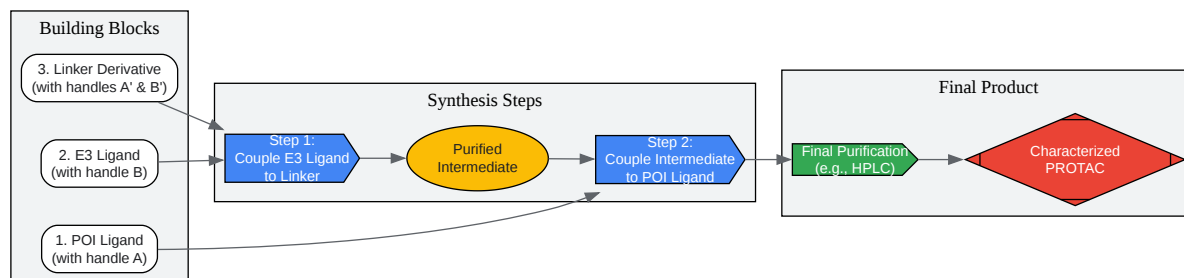 Building Blocks
3. Linker Derivative
(with handles A' & B')
2. E3 Ligand
(with handle B)
1. POI Ligand
(with handle A)
Synthesis Steps
Step 1:
Couple E3 Ligand
to Linker
Purified
Intermediate
Step 2:
Couple Intermediate
to POI Ligand
Final Product
Final Purification
(e.g., HPLC)
Characterized
PROTAC